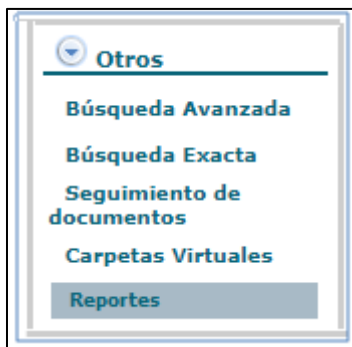 Otros
Búsqueda Avanzada
Búsqueda Exacta
Seguimiento de
documentos
Carpetas Virtuales
Reportes